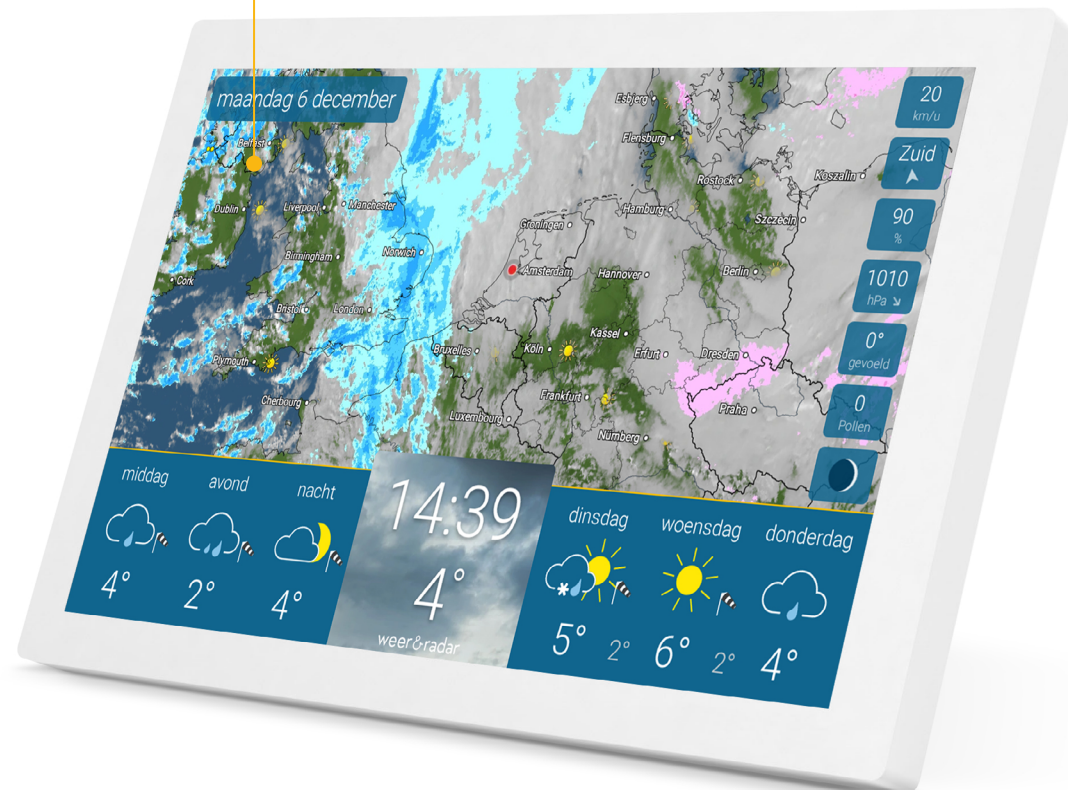 maandag 6 december
20
km/u
Zuid
90
%
1010
hPa
0°
gevoeld
0
Pollen
Esbjerg
Flensburg
Belfast
Rostock
Koszalin
Dublin
Liverpool
Manchester
Hamburg
Szczecin
Groningen
Birmingham
Norwich
Amsterdam
Hannover
Berlin
Cork
Bristol
London
Kassel
Plymouth
Bruxelles
Köln
Erfurt
Dresden
Cherbourg
Luxembourg
Frankfurt
Praha
Nürnberg
middag
avond
nacht
4°
2°
4°
14:39
4°
weer&radar
dinsdag
woensdag
donderdag
5° 2°
6° 2°
4°